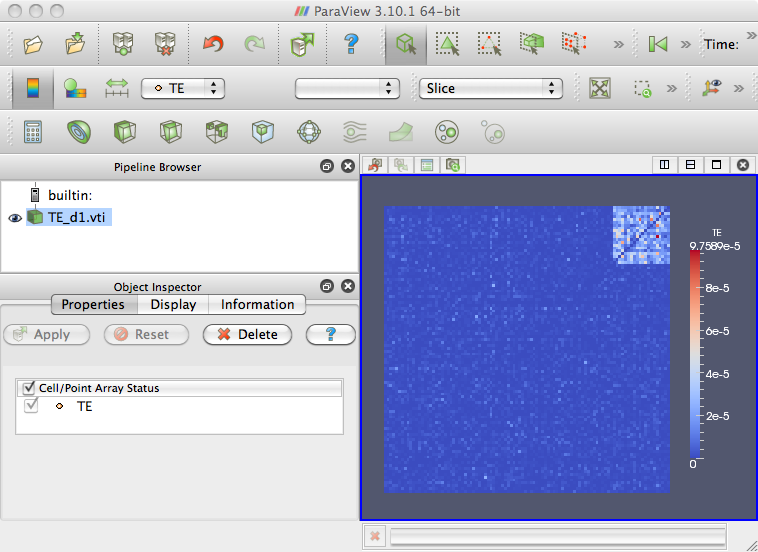 ParaView 3.10.1 64-bit
Time:
TE
Slice
Pipeline Browser
builtin:
TE_d1.vti
Object Inspector
Properties Display Information
Apply Reset Delete ?
Cell/Point Array Status
TE
TE
9.7589e-5
8e-5
6e-5
4e-5
2e-5
0